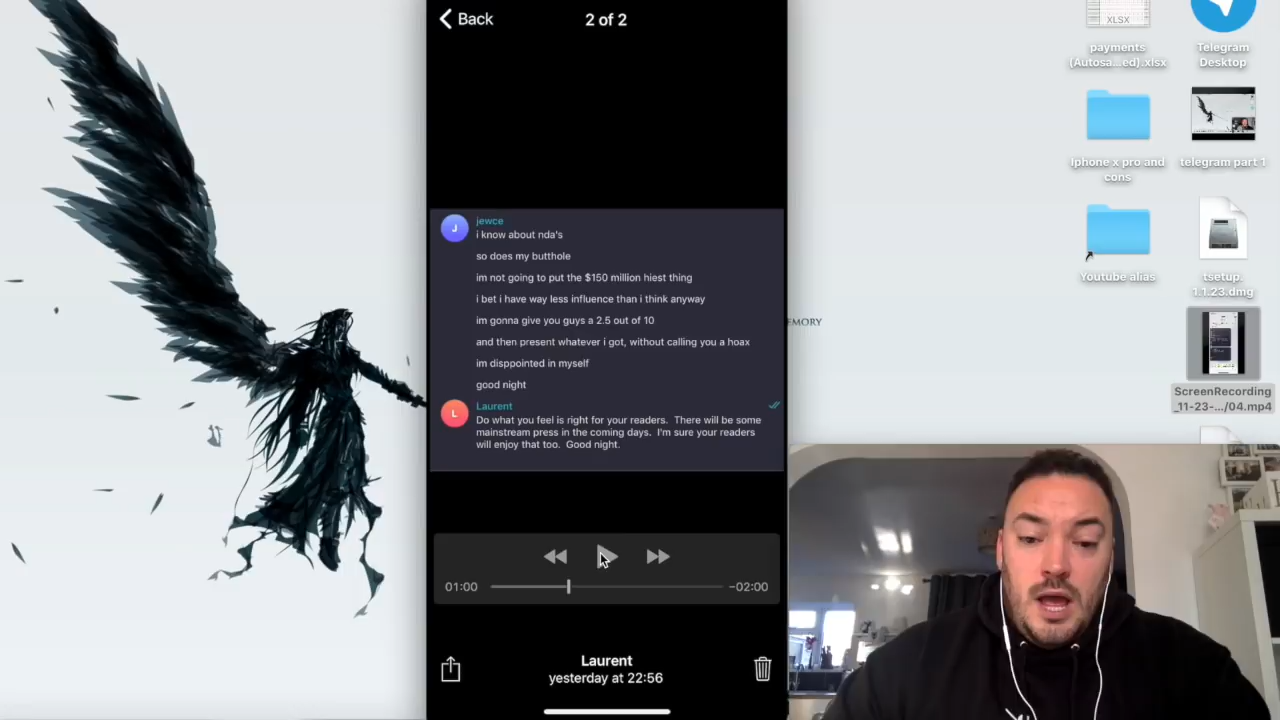 Back
2 of 2
XLSX
payments
(Autosa...ed).xlsx
Telegram
Desktop
Iphone x pro and
cons
telegram part 1
Youtube alias
tsetup.
1.1.23.dmg
EMORY
ScreenRecording
_11-23-.../04.mp4
J
jewce
i know about nda's
so does my butthole
im not going to put the $150 million hiest thing
i bet i have way less influence than i think anyway
im gonna give you guys a 2.5 out of 10
and then present whatever i got, without calling you a hoax
im disppointed in myself
good night
L
Laurent
Do what you feel is right for your readers.  There will be some
mainstream press in the coming days.  I'm sure your readers
will enjoy that too.  Good night.
01:00
-02:00
Laurent
yesterday at 22:56